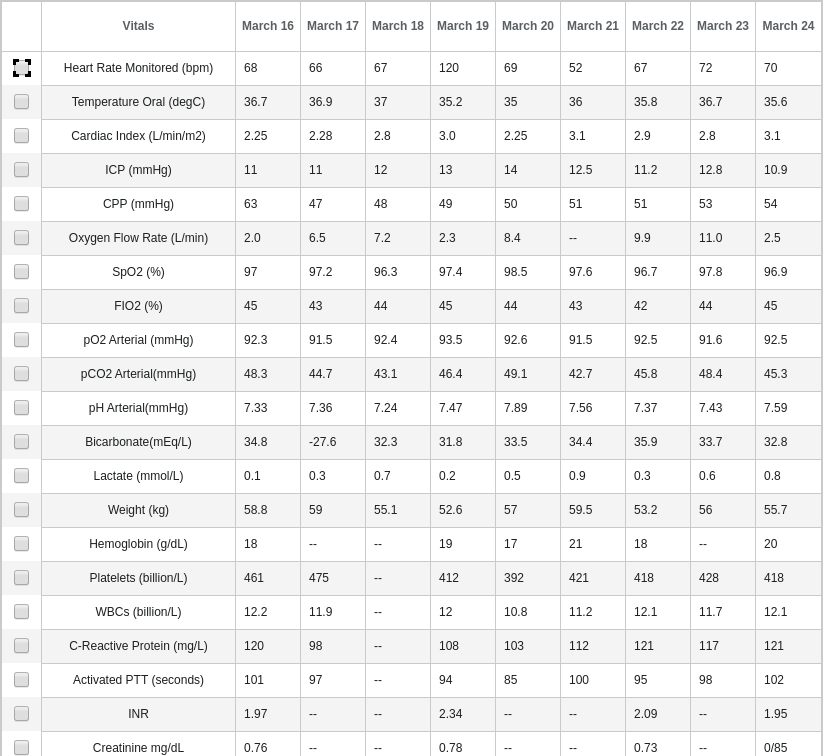 Vitals March 16 March 17 March 18 March 19 March 20 March 21 March 22 March 23 March 24
Heart Rate Monitored (bpm) 68 66 67 120 69 52 67 72 70
Temperature Oral (degC) 36.7 36.9 37 35.2 35 36 35.8 36.7 35.6
Cardiac Index (L/min/m2) 2.25 2.28 2.8 3.0 2.25 3.1 2.9 2.8 3.1
ICP (mmHg) 11 11 12 13 14 12.5 11.2 12.8 10.9
CPP (mmHg) 63 47 48 49 50 51 51 53 54
Oxygen Flow Rate (L/min) 2.0 6.5 7.2 2.3 8.4 -- 9.9 11.0 2.5
SpO2 (%) 97 97.2 96.3 97.4 98.5 97.6 96.7 97.8 96.9
FIO2 (%) 45 43 44 45 44 43 42 44 45
pO2 Arterial (mmHg) 92.3 91.5 92.4 93.5 92.6 91.5 92.5 91.6 92.5
pCO2 Arterial(mmHg) 48.3 44.7 43.1 46.4 49.1 42.7 45.8 48.4 45.3
pH Arterial(mmHg) 7.33 7.36 7.24 7.47 7.89 7.56 7.37 7.43 7.59
Bicarbonate(mEq/L) 34.8 -27.6 32.3 31.8 33.5 34.4 35.9 33.7 32.8
Lactate (mmol/L) 0.1 0.3 0.7 0.2 0.5 0.9 0.3 0.6 0.8
Weight (kg) 58.8 59 55.1 52.6 57 59.5 53.2 56 55.7
Hemoglobin (g/dL) 18 -- -- 19 17 21 18 -- 20
Platelets (billion/L) 461 475 -- 412 392 421 418 428 418
WBCs (billion/L) 12.2 11.9 -- 12 10.8 11.2 12.1 11.7 12.1
C-Reactive Protein (mg/L) 120 98 -- 108 103 112 121 117 121
Activated PTT (seconds) 101 97 -- 94 85 100 95 98 102
INR 1.97 -- -- 2.34 -- -- 2.09 -- 1.95
Creatinine mg/dL 0.76 -- -- 0.78 -- -- 0.73 -- 0/85